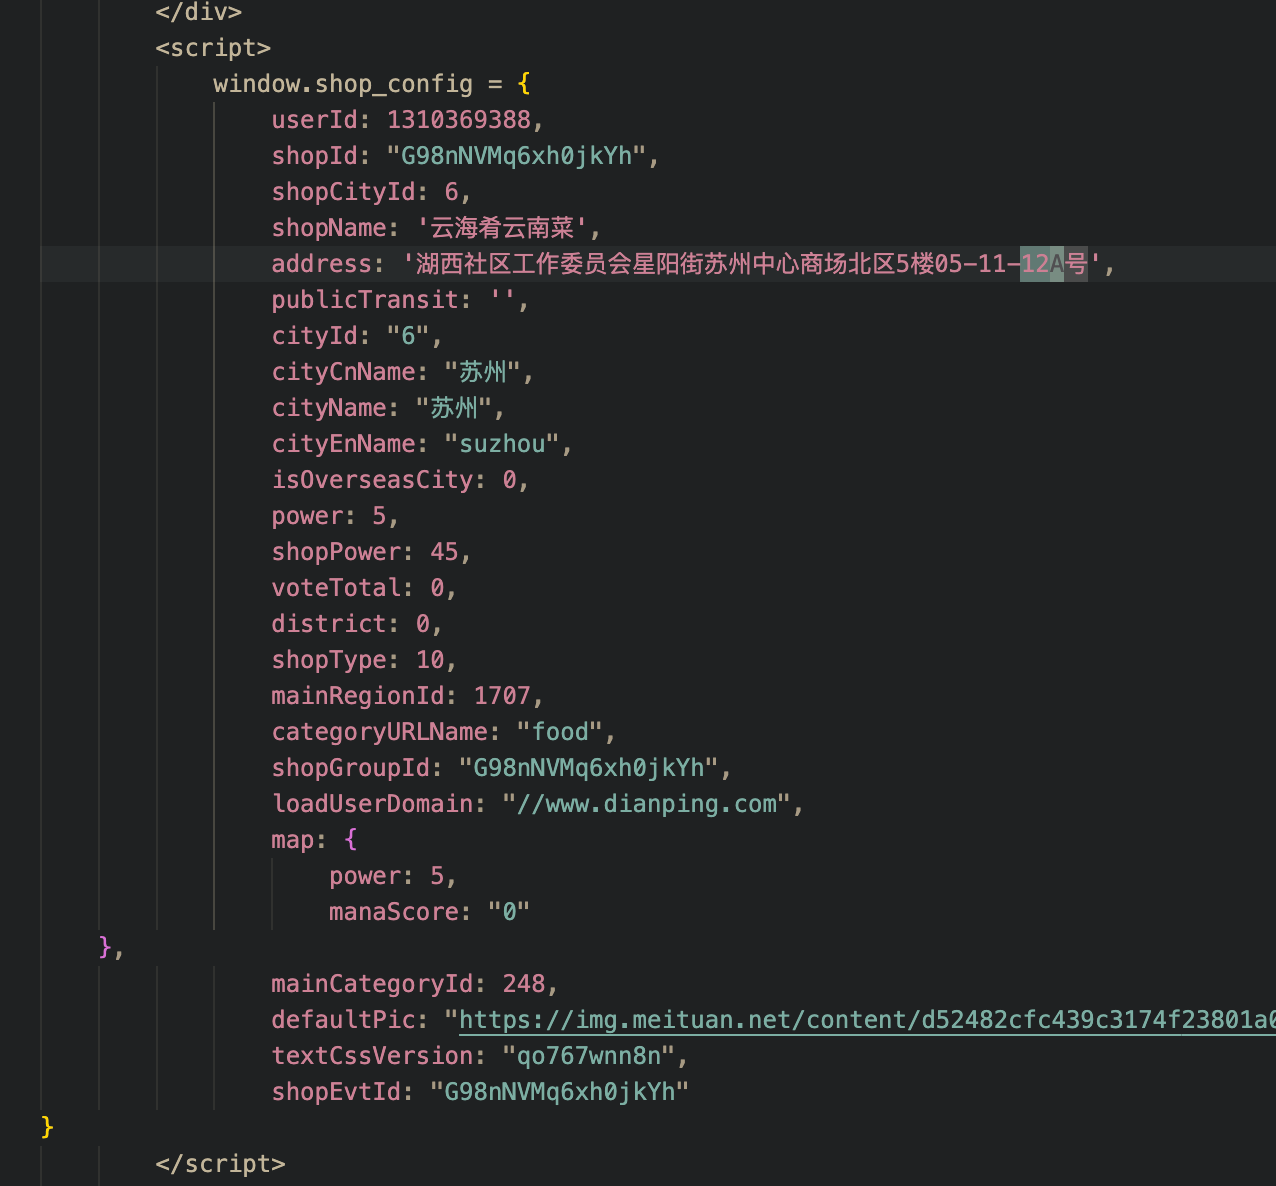 </div>
<script>
window.shop_config = {
userId: 1310369388,
shopId: "G98nNVMq6xh0jkYh",
shopCityId: 6,
shopName: '云海肴云南菜',
address: '湖西社区工作委员会星阳街苏州中心商场北区5楼05-11-12A号',
publicTransit: '',
cityId: "6",
cityCnName: "苏州",
cityName: "苏州",
cityEnName: "suzhou",
isOverseasCity: 0,
power: 5,
shopPower: 45,
voteTotal: 0,
district: 0,
shopType: 10,
mainRegionId: 1707,
categoryURLName: "food",
shopGroupId: "G98nNVMq6xh0jkYh",
loadUserDomain: "//www.dianping.com",
map: {
power: 5,
manaScore: "0"
},
mainCategoryId: 248,
defaultPic: "https://img.meituan.net/content/d52482cfc439c3174f23801a0
textCssVersion: "qo767wnn8n",
shopEvtId: "G98nNVMq6xh0jkYh"
}
</script>